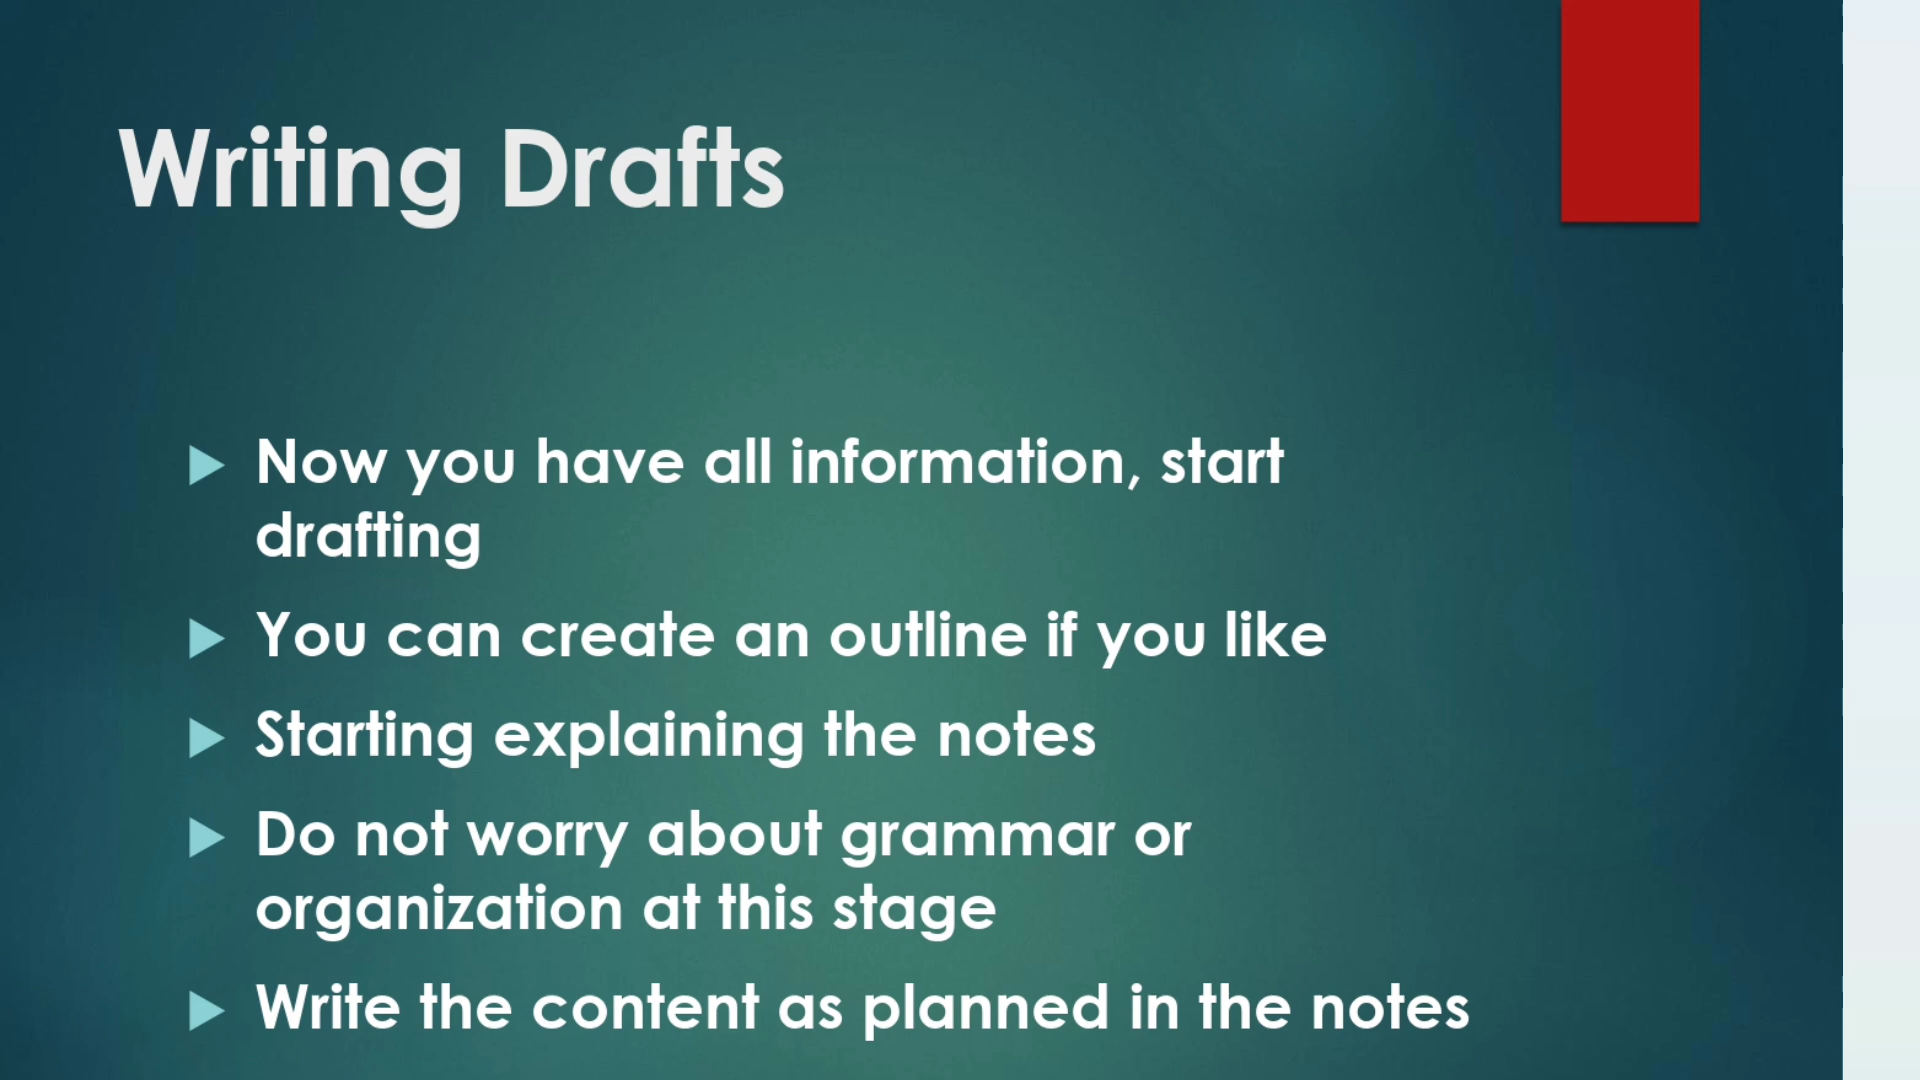 Writing Drafts
Now you have all information, start
drafting
You can create an outline if you like
Starting explaining the notes
Do not worry about grammar or
organization at this stage
Write the content as planned in the notes